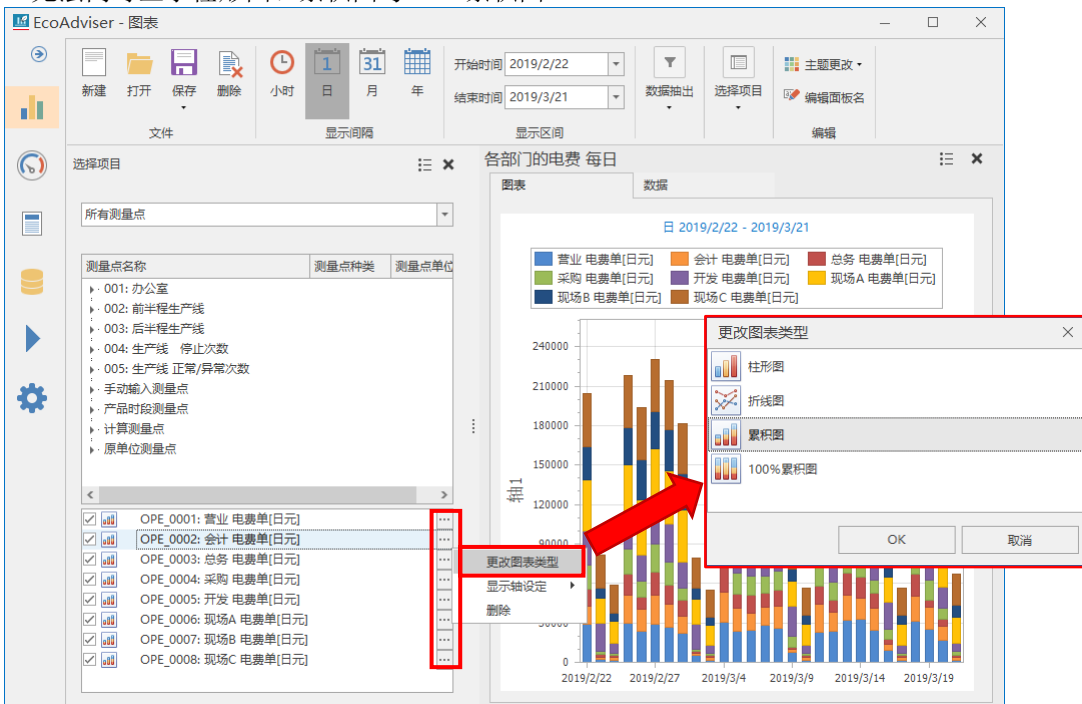 EcoAdviser - 图表
新建 打开 保存 删除 小时 日 月 年
1 31
文件 显示间隔
开始时间 2019/2/22
结束时间 2019/3/21
显示区间
数据抽出 选择项目
主题更改
编辑面板名
编辑
选择项目
所有测量点
测量点名称 测量点种类 测量点单位
001: 办公室
002: 前半程生产线
003: 后半程生产线
004: 生产线 停止次数
005: 生产线 正常/异常次数
手动输入测量点
产品时段测量点
计算测量点
原单位测量点
OPE_0001: 营业 电费单[日元]
OPE_0002: 会计 电费单[日元]
OPE_0003: 总务 电费单[日元]
OPE_0004: 采购 电费单[日元]
OPE_0005: 开发 电费单[日元]
OPE_0006: 现场A 电费单[日元]
OPE_0007: 现场B 电费单[日元]
OPE_0008: 现场C 电费单[日元]
更改图表类型
显示轴设定
删除
各部门的电费 每日
图表 数据
日 2019/2/22 - 2019/3/21
营业 电费单[日元] 会计 电费单[日元] 总务 电费单[日元]
采购 电费单[日元] 开发 电费单[日元] 现场A 电费单[日元]
现场B 电费单[日元] 现场C 电费单[日元]
轴1
240000
210000
180000
150000
120000
90000
0
2019/2/22 2019/2/27 2019/3/4 2019/3/9 2019/3/14 2019/3/19
更改图表类型
柱形图
折线图
累积图
100%累积图
OK 取消